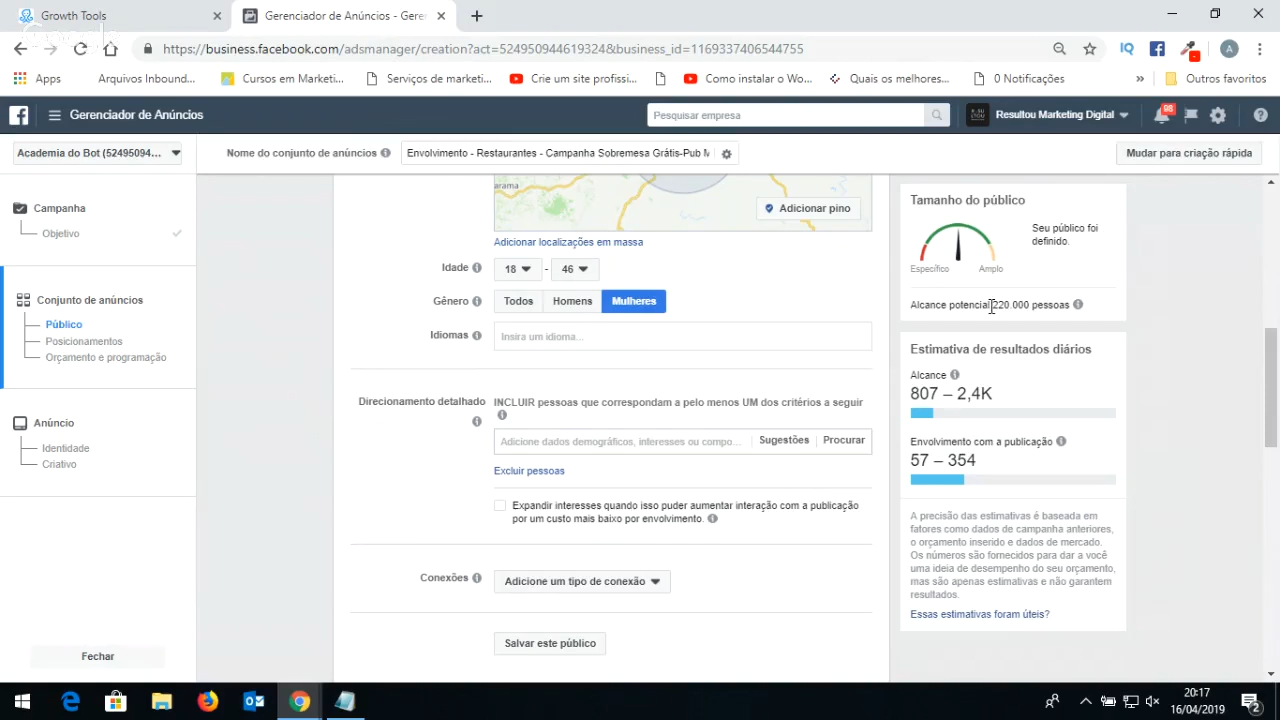 Growth Tools
Gerenciador de Anúncios - Geren
https://business.facebook.com/adsmanager/creation?act=524950944619324&business_id=1169337406544755
Apps
Arquivos Inbound...
Cursos em Marketi...
Serviços de marketi...
Crie um site profissi...
Como instalar o Wo...
Quais os melhores...
0 Notificações
»
Outros favoritos
Gerenciador de Anúncios
Pesquisar empresa
Resultou Marketing Digital
98
Academia do Bot (52495094...
Nome do conjunto de anúncios
Envolvimento - Restaurantes - Campanha Sobremesa Grátis-Pub M
Mudar para criação rápida
Campanha
Objetivo
Conjunto de anúncios
Público
Posicionamentos
Orçamento e programação
Anúncio
Identidade
Criativo
Fechar
arama
Adicionar pino
Adicionar localizações em massa
Idade
18 - 46
Gênero
Todos Homens Mulheres
Idiomas
Insira um idioma...
Direcionamento detalhado
INCLUIR pessoas que correspondam a pelo menos UM dos critérios a seguir
Adicione dados demográficos, interesses ou compo...
Sugestões | Procurar
Excluir pessoas
Expandir interesses quando isso puder aumentar interação com a publicação
por um custo mais baixo por envolvimento.
Conexões
Adicione um tipo de conexão
Salvar este público
Tamanho do público
Seu público foi
definido.
Específico
Amplo
Alcance potencial:220.000 pessoas
Estimativa de resultados diários
Alcance
807 – 2,4K
Envolvimento com a publicação
57 – 354
A precisão das estimativas é baseada em
fatores como dados de campanha anteriores,
o orçamento inserido e dados de mercado.
Os números são fornecidos para dar a você
uma ideia de desempenho do seu orçamento,
mas são apenas estimativas e não garantem
resultados.
Essas estimativas foram úteis?
20:17
16/04/2019
2